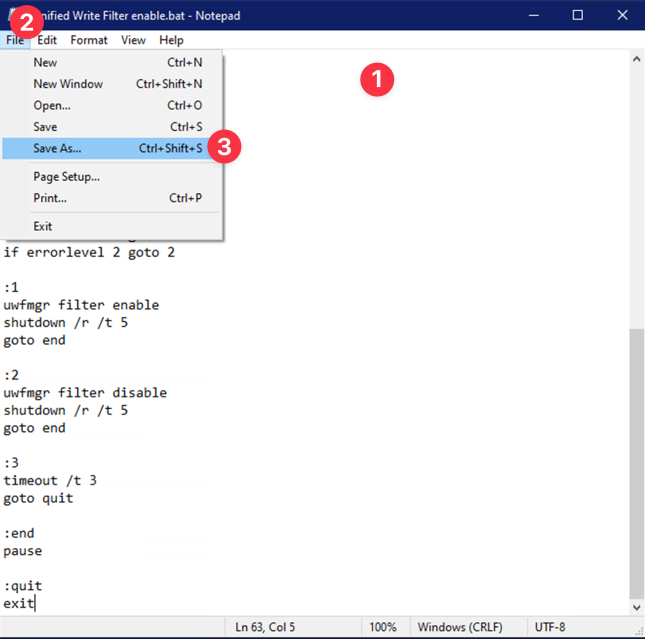 2
nified Write Filter enable.bat - Notepad
File Edit Format View Help
1
New Ctrl+N
New Window Ctrl+Shift+N
Open... Ctrl+O
Save Ctrl+S
Save As... Ctrl+Shift+S
3
Page Setup...
Print... Ctrl+P
Exit
if errorlevel 2 goto 2
:1
uwfmgr filter enable
shutdown /r /t 5
goto end
:2
uwfmgr filter disable
shutdown /r /t 5
goto end
:3
timeout /t 3
goto quit
:end
pause
:quit
exit
Ln 63, Col 5 100% Windows (CRLF) UTF-8